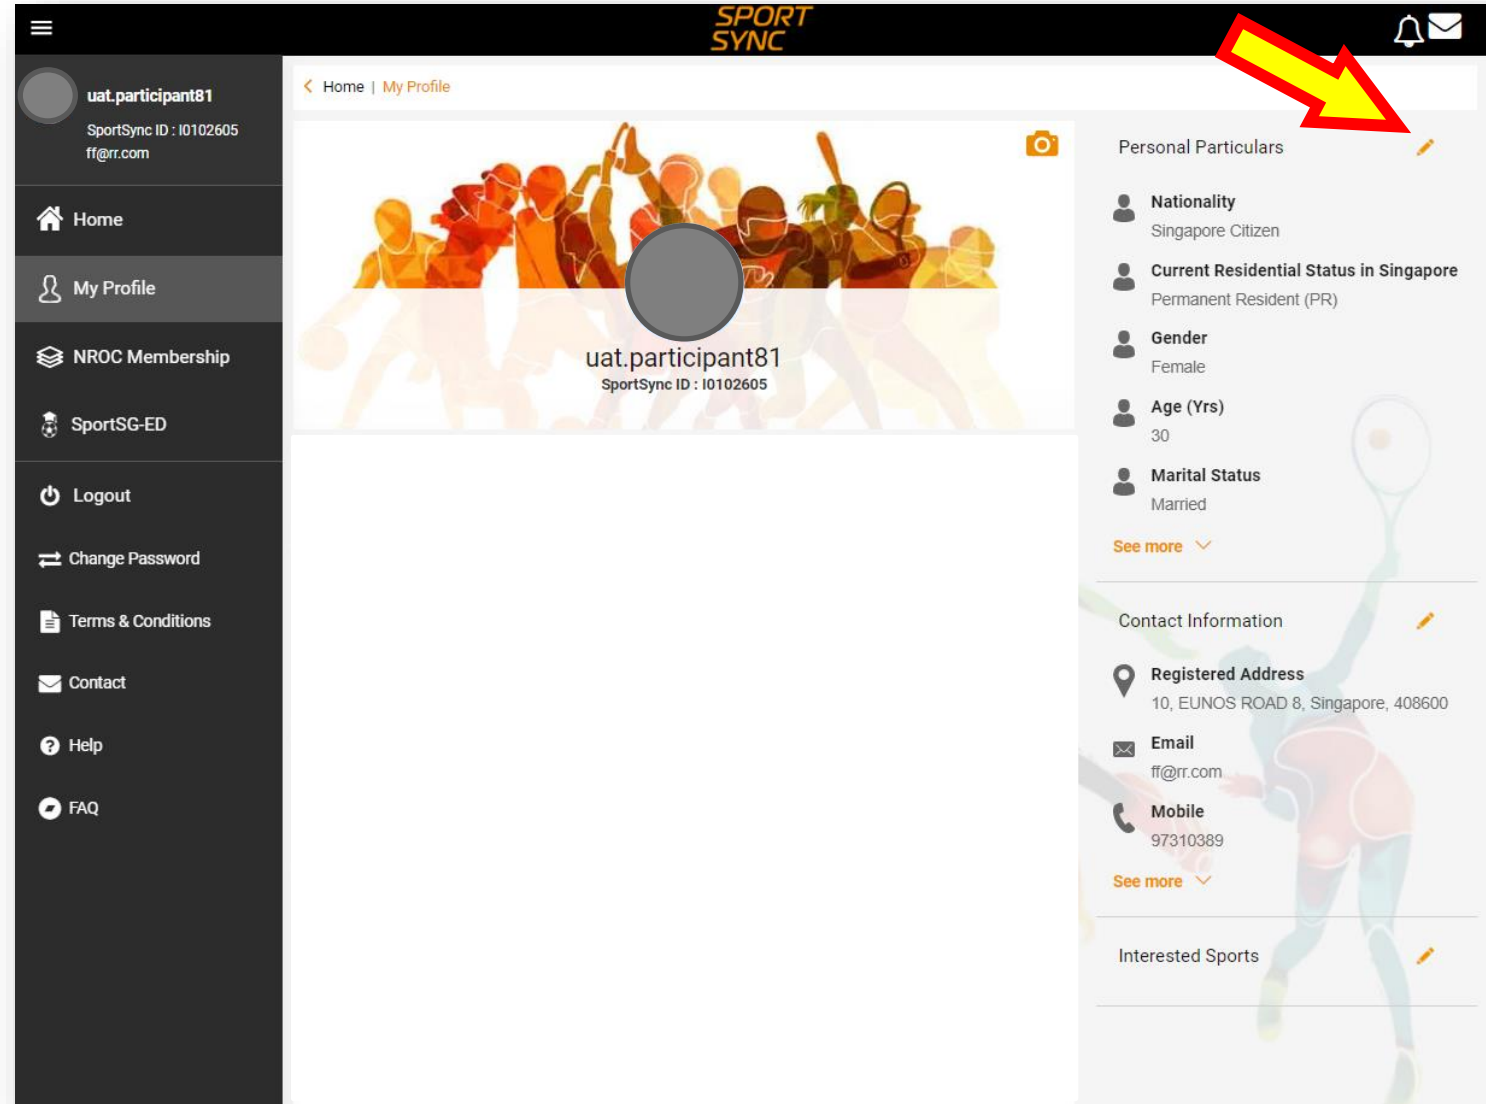 SPORT
SYNC
uat.participant81
SportSync ID : I0102605
ff@rr.com
Home
My Profile
NROC Membership
SportSG-ED
Logout
Change Password
Terms & Conditions
Contact
Help
FAQ
Home | My Profile
uat.participant81
SportSync ID : I0102605
Personal Particulars
Nationality
Singapore Citizen
Current Residential Status in Singapore
Permanent Resident (PR)
Gender
Female
Age (Yrs)
30
Marital Status
Married
See more
Contact Information
Registered Address
10, EUNOS ROAD 8, Singapore, 408600
Email
ff@rr.com
Mobile
97310389
See more
Interested Sports